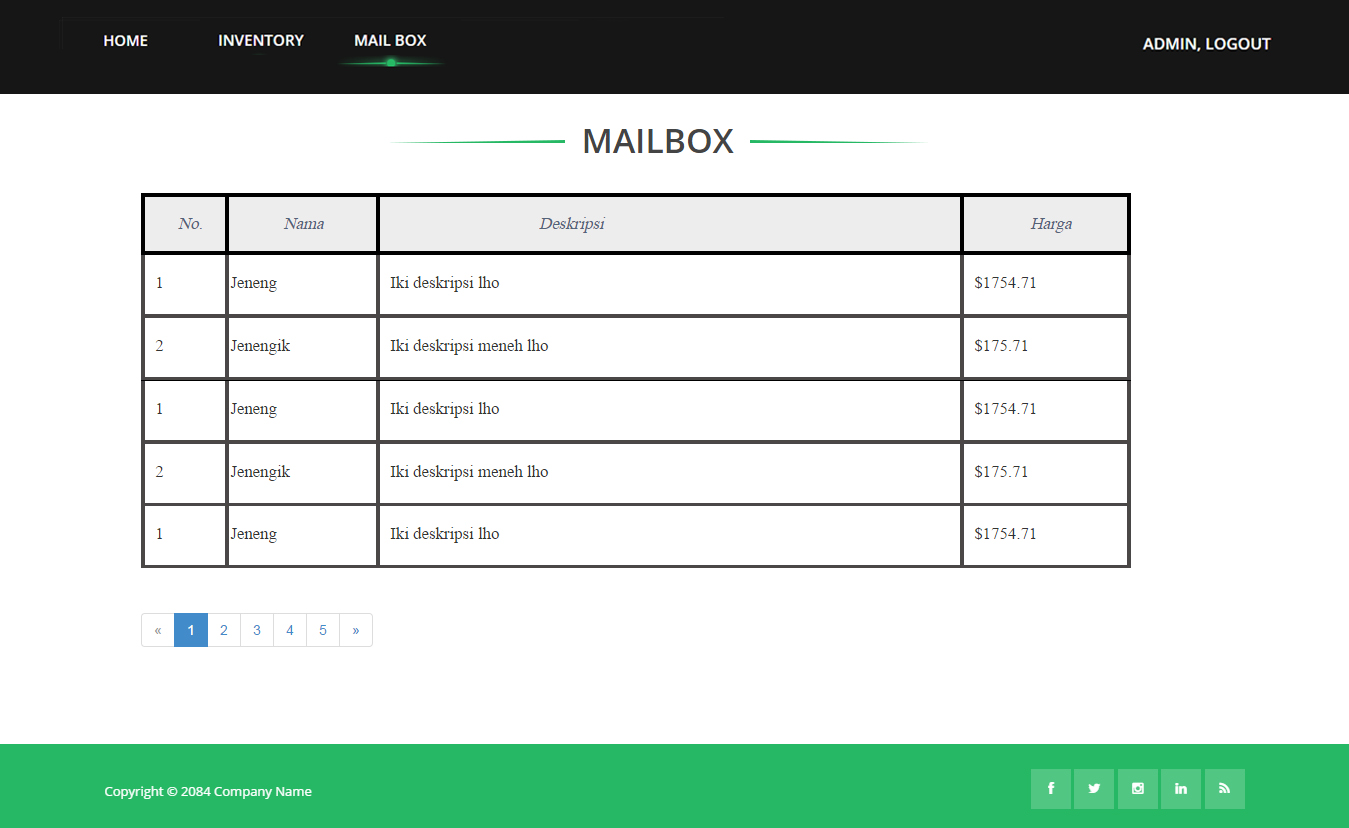 HOME INVENTORY MAIL BOX ADMIN, LOGOUT
MAILBOX
No. Nama Deskripsi Harga
1 Jeneng Iki deskripsi lho $1754.71
2 Jenengik Iki deskripsi meneh lho $175.71
1 Jeneng Iki deskripsi lho $1754.71
2 Jenengik Iki deskripsi meneh lho $175.71
1 Jeneng Iki deskripsi lho $1754.71
« 1 2 3 4 5 »
Copyright © 2084 Company Name